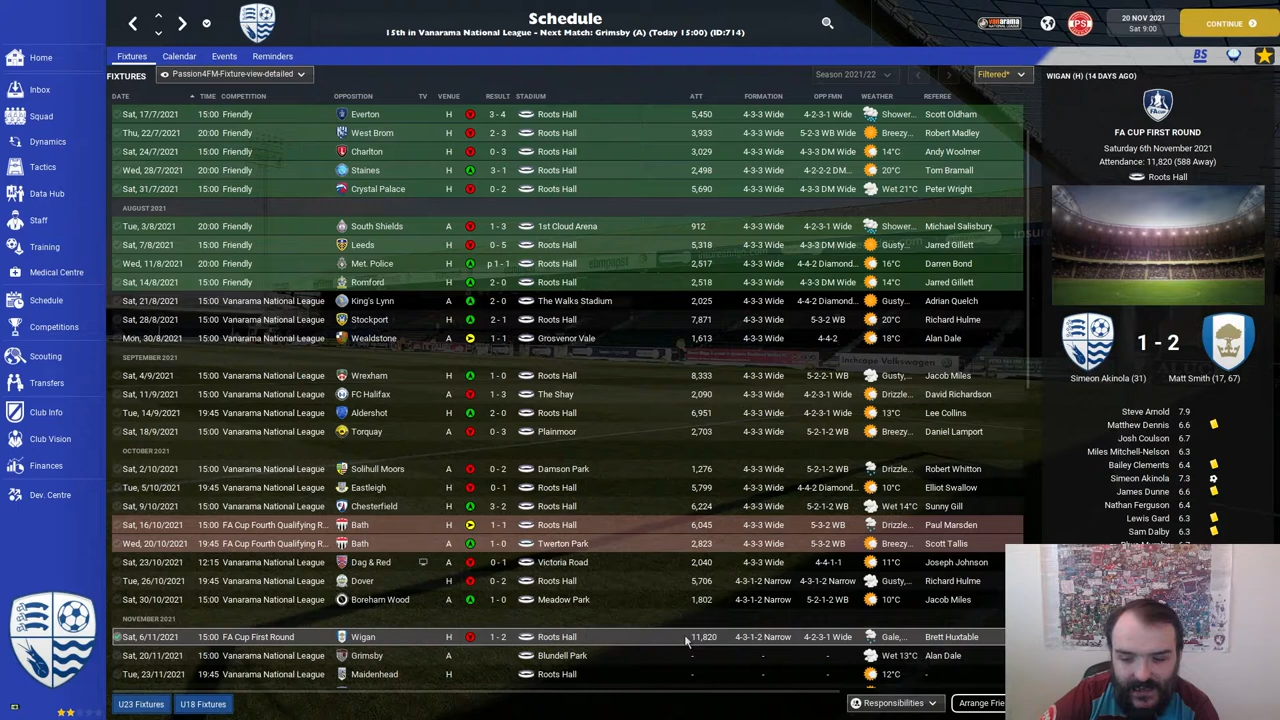 Schedule
15th in Vanarama National League - Next Match: Grimsby (A) (Today 15:00) (ID:714)
20 NOV 2021
Sat 9:00
CONTINUE
Home
Inbox
Squad
Dynamics
Tactics
Data Hub
Staff
Training
Medical Centre
Schedule
Competitions
Scouting
Transfers
Club Info
Club Vision
Finances
Dev. Centre
Fixtures Calendar Events Reminders
FIXTURES Passion4FM-Fixture-view-detailed Season 2021/22 Filtered*
DATE TIME COMPETITION OPPOSITION TV VENUE RESULT STADIUM ATT FORMATION OPP FMN WEATHER REFEREE
Sat, 17/7/2021 15:00 Friendly Everton H 3 - 4 Roots Hall 5,450 4-3-3 Wide 4-2-3-1 Wide Shower... Scott Oldham
Thu, 22/7/2021 20:00 Friendly West Brom H 2 - 3 Roots Hall 3,933 4-3-3 Wide 5-2-3 WB Wide Breezy... Robert Madley
Sat, 24/7/2021 15:00 Friendly Charlton H 0 - 3 Roots Hall 3,029 4-3-3 Wide 4-3-3 DM Wide 14°C Andy Woolmer
Wed, 28/7/2021 20:00 Friendly Staines H 3 - 1 Roots Hall 2,498 4-3-3 Wide 4-2-2-2 DM... 20°C Tom Bramall
Sat, 31/7/2021 15:00 Friendly Crystal Palace H 0 - 2 Roots Hall 5,690 4-3-3 Wide 4-3-3 DM Wide Wet 21°C Peter Wright
AUGUST 2021
Tue, 3/8/2021 20:00 Friendly South Shields A 1 - 3 1st Cloud Arena 912 4-3-3 Wide 4-2-3-1 Wide Shower... Michael Salisbury
Sat, 7/8/2021 15:00 Friendly Leeds H 0 - 5 Roots Hall 5,318 4-3-3 Wide 4-3-3 DM Wide Gusty... Jarred Gillett
Wed, 11/8/2021 20:00 Friendly Met. Police H p 1 - 1 Roots Hall 2,517 4-3-3 Wide 4-4-2 Diamond... 16°C Darren Bond
Sat, 14/8/2021 15:00 Friendly Romford H 2 - 0 Roots Hall 2,518 4-3-3 Wide 4-3-3 DM Wide 14°C Jarred Gillett
Sat, 21/8/2021 15:00 Vanarama National League King's Lynn A 2 - 0 The Walks Stadium 2,025 4-3-3 Wide 4-4-2 Diamond... Gusty... Adrian Quelch
Sat, 28/8/2021 15:00 Vanarama National League Stockport H 2 - 1 Roots Hall 7,871 4-3-3 Wide 5-3-2 WB 20°C Richard Hulme
Mon, 30/8/2021 15:00 Vanarama National League Wealdstone A 1 - 1 Grosvenor Vale 1,613 4-3-3 Wide 4-4-2 18°C Alan Dale
SEPTEMBER 2021
Sat, 4/9/2021 15:00 Vanarama National League Wrexham H 1 - 0 Roots Hall 8,333 4-3-3 Wide 5-2-2-1 WB Gusty,... Jacob Miles
Sat, 11/9/2021 15:00 Vanarama National League FC Halifax A 1 - 3 The Shay 2,090 4-3-3 Wide 4-2-3-1 Wide Drizzle... David Richardson
Tue, 14/9/2021 19:45 Vanarama National League Aldershot H 2 - 0 Roots Hall 6,951 4-3-3 Wide 4-2-3-1 Wide 13°C Lee Collins
Sat, 18/9/2021 15:00 Vanarama National League Torquay A 0 - 3 Plainmoor 2,703 4-3-3 Wide 5-2-1-2 WB Breezy... Daniel Lamport
OCTOBER 2021
Sat, 2/10/2021 15:00 Vanarama National League Solihull Moors A 0 - 2 Damson Park 1,276 4-3-3 Wide 5-2-1-2 WB Drizzle... Robert Whitton
Tue, 5/10/2021 19:45 Vanarama National League Eastleigh H 0 - 1 Roots Hall 5,799 4-3-3 Wide 4-4-2 Diamond... 10°C Elliot Swallow
Sat, 9/10/2021 15:00 Vanarama National League Chesterfield H 3 - 2 Roots Hall 6,224 4-3-3 Wide 5-2-1-2 WB Wet 14°C Sunny Gill
Sat, 16/10/2021 15:00 FA Cup Fourth Qualifying R... Bath H 1 - 1 Roots Hall 6,045 4-3-3 Wide 5-3-2 WB Drizzle... Paul Marsden
Wed, 20/10/2021 19:45 FA Cup Fourth Qualifying R... Bath A 1 - 0 Twerton Park 2,823 4-3-3 Wide 5-3-2 WB Breezy... Scott Tallis
Sat, 23/10/2021 12:15 Vanarama National League Dag & Red A 0 - 1 Victoria Road 2,040 4-3-3 Wide 4-4-1-1 11°C Joseph Johnson
Tue, 26/10/2021 19:45 Vanarama National League Dover H 0 - 2 Roots Hall 5,706 4-3-1-2 Narrow 4-3-1-2 Narrow Gusty,... Richard Hulme
Sat, 30/10/2021 15:00 Vanarama National League Boreham Wood A 1 - 0 Meadow Park 1,802 4-3-1-2 Narrow 5-2-1-2 WB 10°C Jacob Miles
NOVEMBER 2021
Sat, 6/11/2021 15:00 FA Cup First Round Wigan H 1 - 2 Roots Hall 11,820 4-3-1-2 Narrow 4-2-3-1 Wide Gale,... Brett Huxtable
Sat, 20/11/2021 15:00 Vanarama National League Grimsby A Blundell Park - - - Wet 13°C Alan Dale
Tue, 23/11/2021 19:45 Vanarama National League Maidenhead H Roots Hall - - - 12°C -
U23 Fixtures U18 Fixtures Responsibilities Arrange Frie
WIGAN (H) (14 DAYS AGO)
FA CUP FIRST ROUND
Saturday 6th November 2021
Attendance: 11,820 (588 Away)
Roots Hall
1 - 2
Simeon Akinola (31) Matt Smith (17, 67)
Steve Arnold 7.9
Matthew Dennis 6.6
Josh Coulson 6.7
Miles Mitchell-Nelson 6.3
Bailey Clements 6.4
Simeon Akinola 7.3
James Dunne 6.6
Nathan Ferguson 6.4
Lewis Gard 6.3
Sam Dalby 6.3